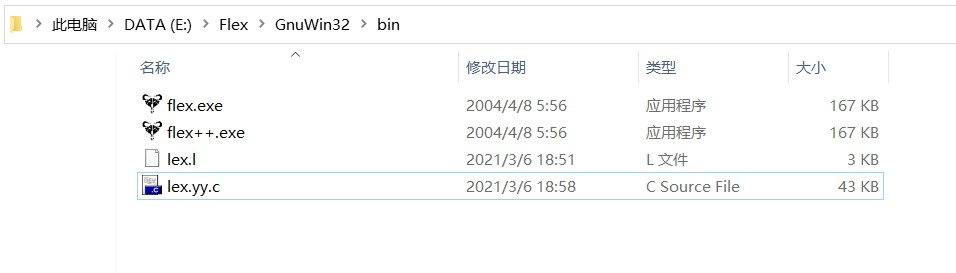 此电脑 > DATA (E:) > Flex > GnuWin32 > bin
名称 修改日期 类型 大小
flex.exe 2004/4/8 5:56 应用程序 167 KB
flex++.exe 2004/4/8 5:56 应用程序 167 KB
lex.l 2021/3/6 18:51 L 文件 3 KB
lex.yy.c 2021/3/6 18:58 C Source File 43 KB